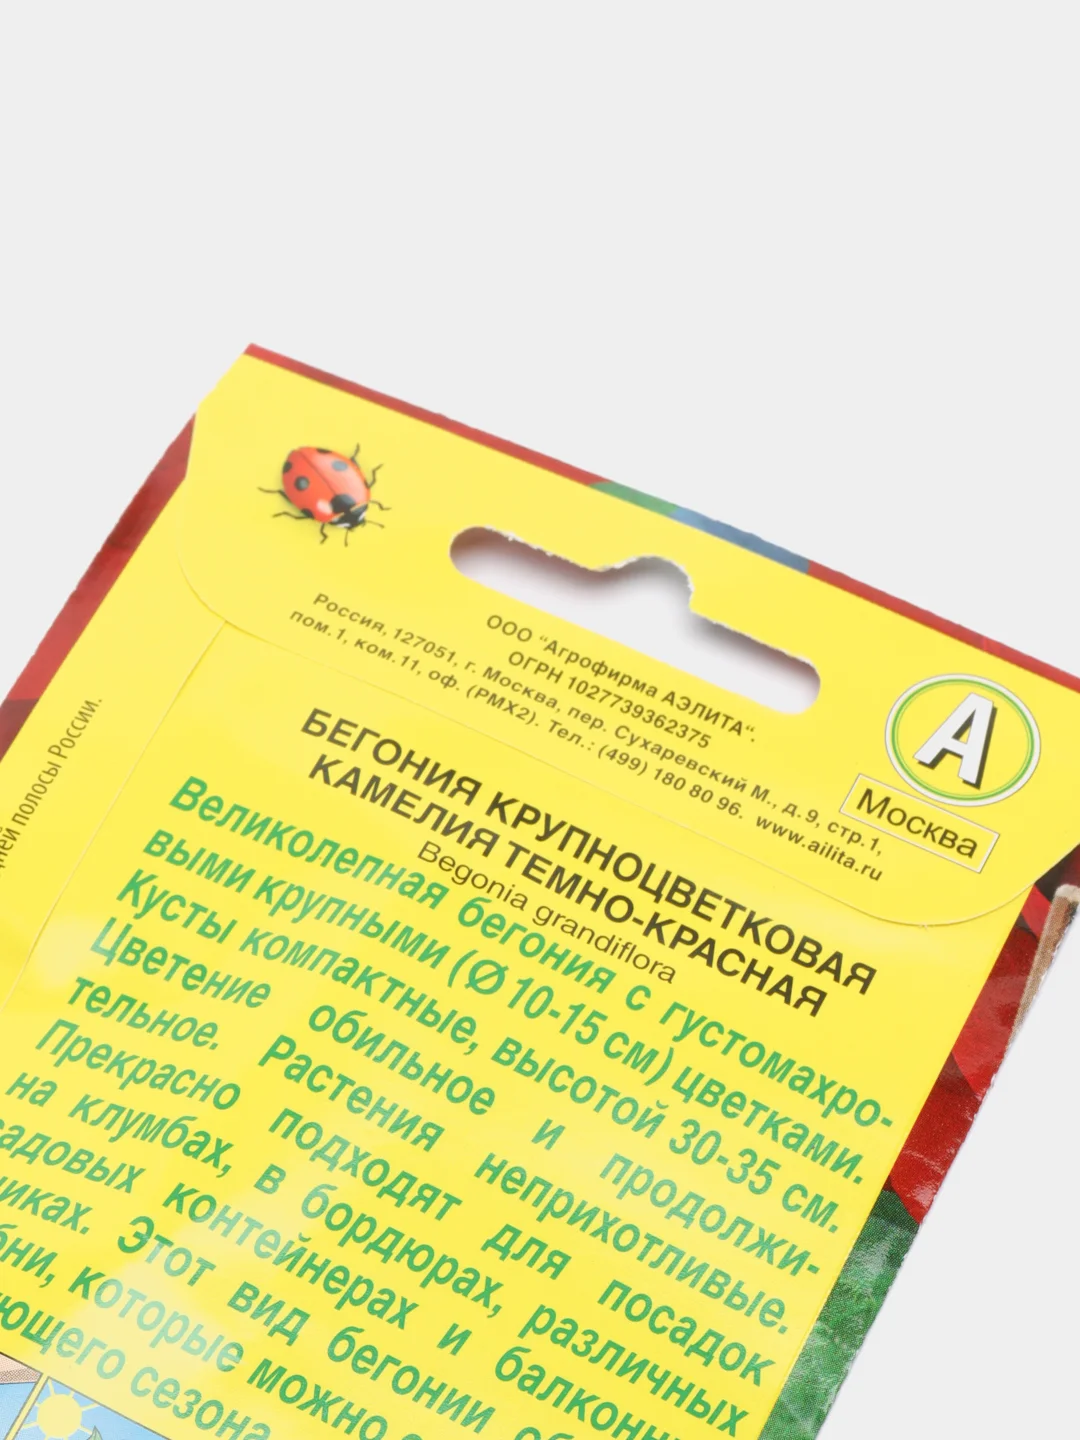 ООО “Агрофирма АЭЛИТА“.
ОГРН 1027739362375
Россия, 127051, г. Москва, пер. Сухаревский М., д. 9, стр. 1,
пом. 1, ком. 11, оф. (РМХ2). Тел.: (499) 180 80 96. www.ailita.ru
А
Москва
БЕГОНИЯ КРУПНОЦВЕТКОВАЯ
КАМЕЛИЯ ТЕМНО-КРАСНАЯ
Begonia grandiflora
Великолепная бегония с густомахро-
выми крупными (Ø 10-15 см) цветками.
Кусты компактные, высотой 30-35 см.
Цветение обильное и продолжи-
тельное. Растения неприхотливые.
Прекрасно подходят для посадок
на клумбах, в бордюрах, различных
контейнерах и
Этот вид бегонии
которые можно
сезона
полосы России.